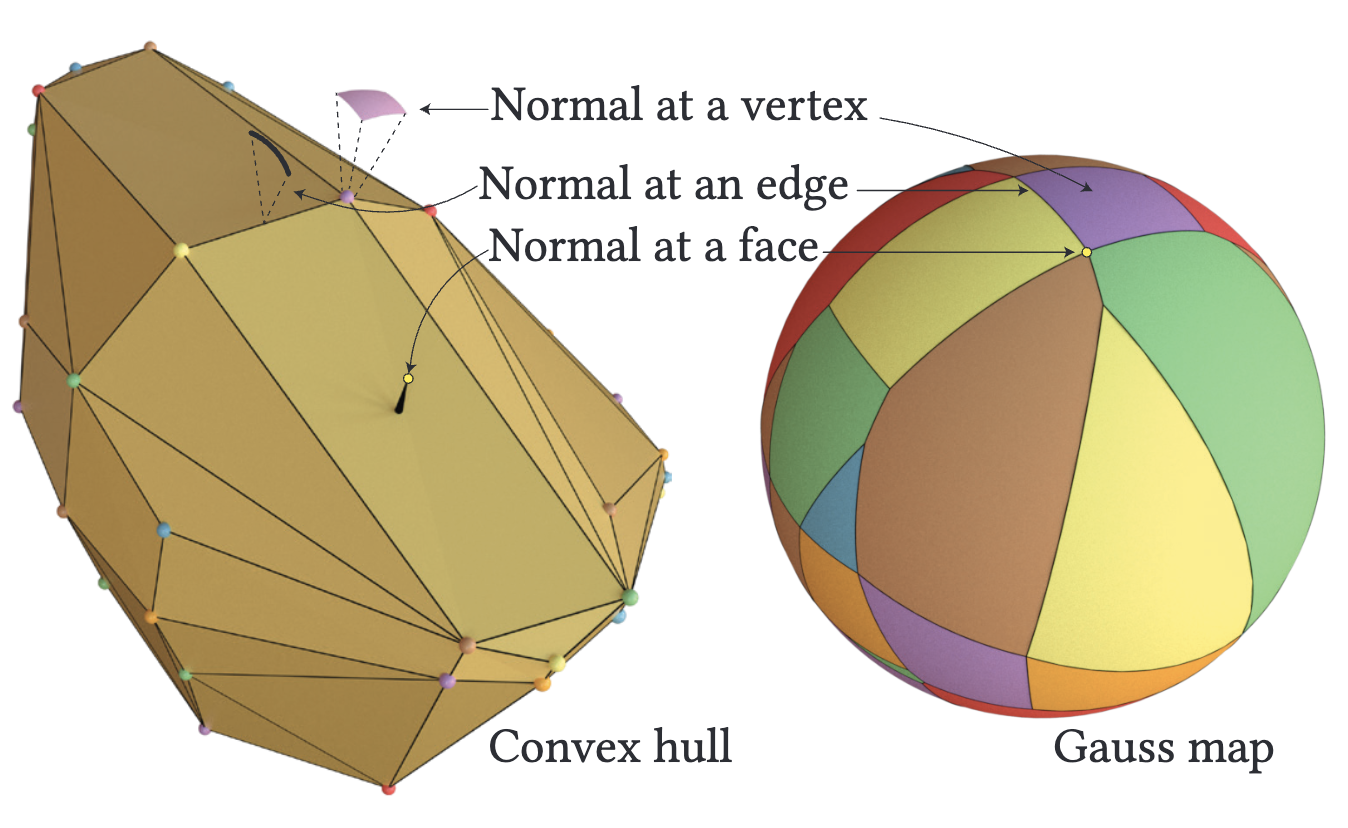 Normal at a vertex
Normal at an edge
Normal at a face
Convex hull
Gauss map